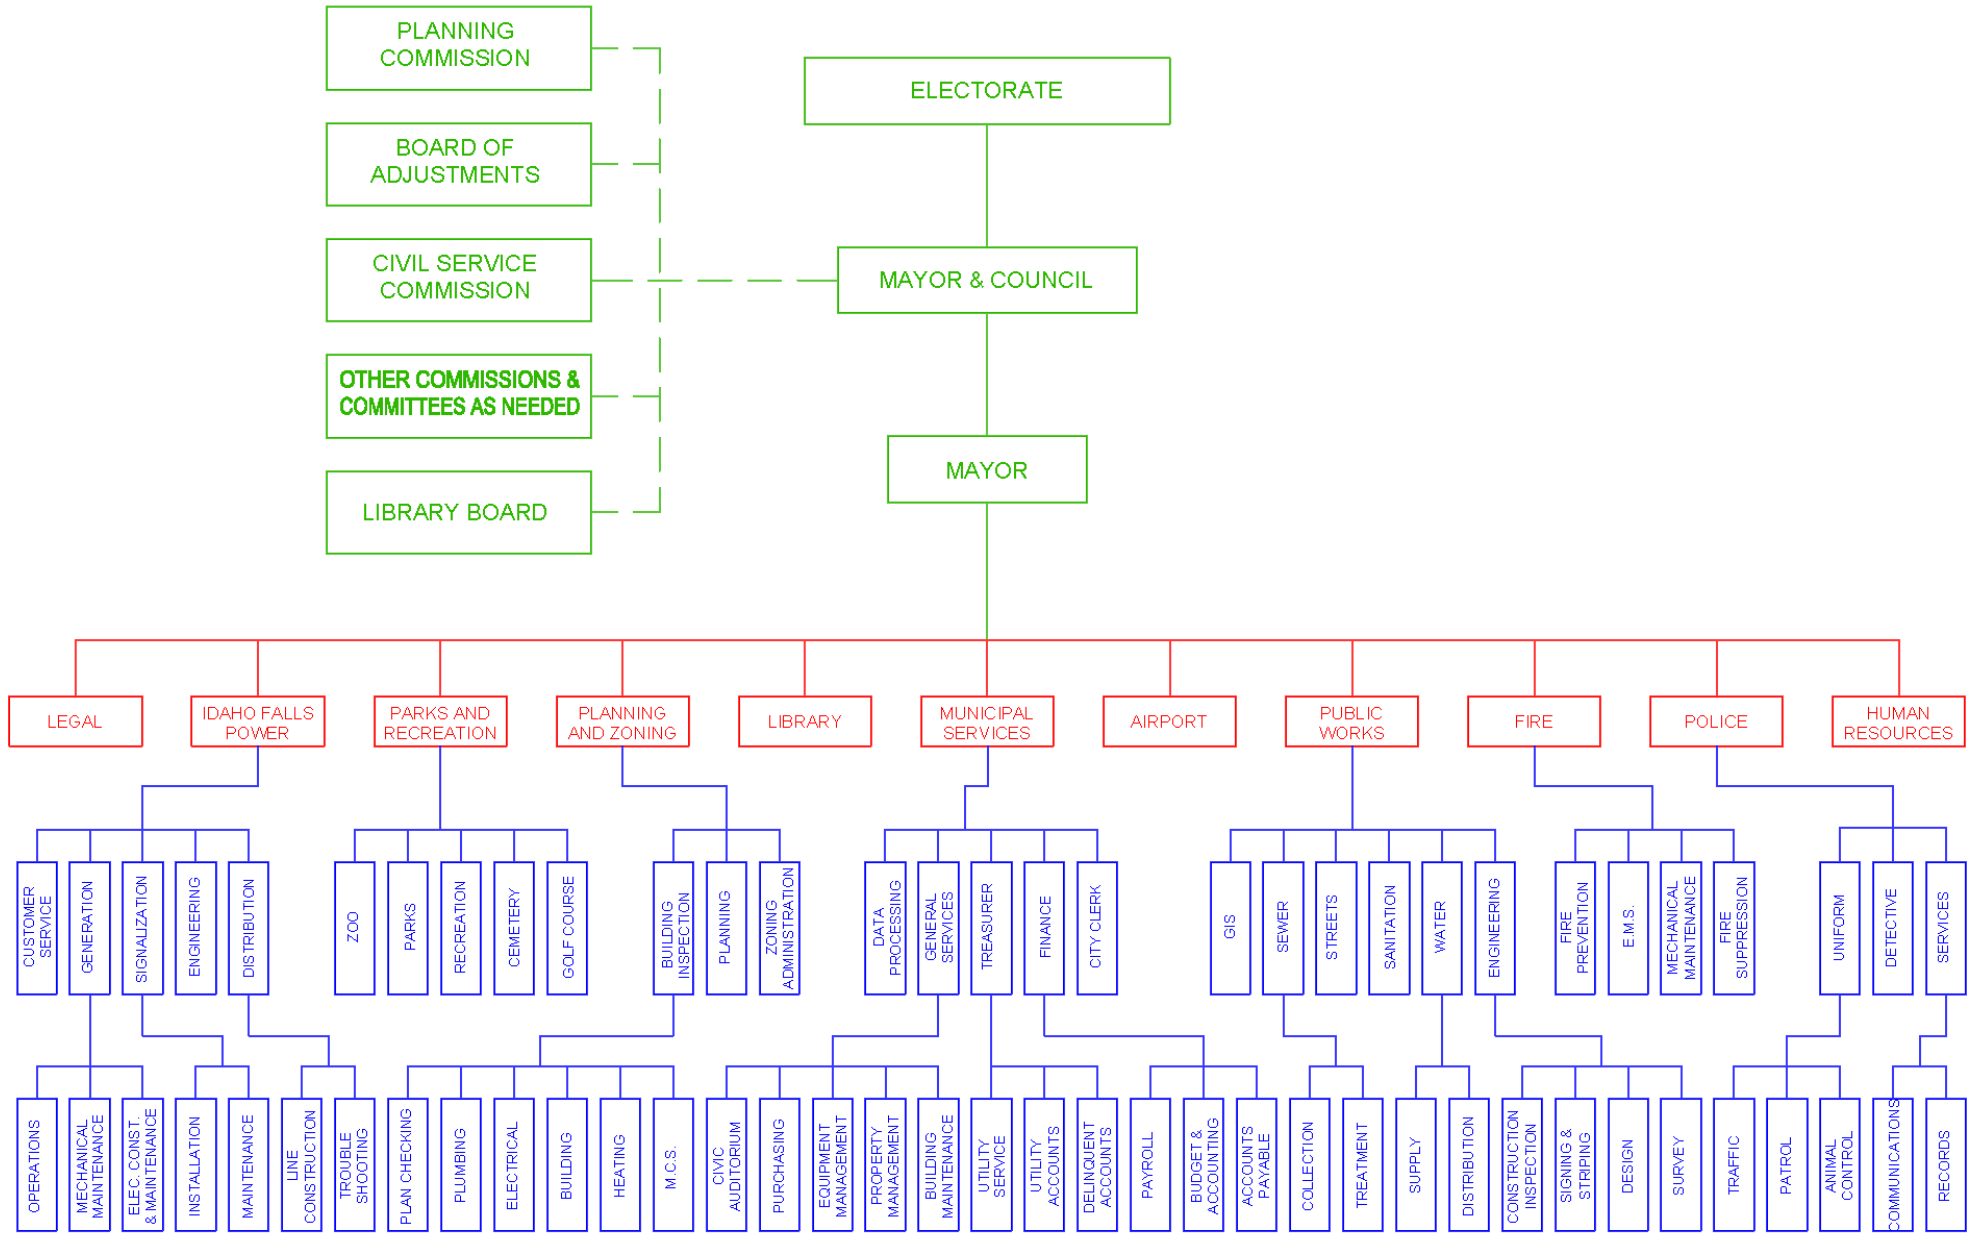 PLANNING
COMMISSION
ELECTORATE
BOARD OF
ADJUSTMENTS
CIVIL SERVICE
COMMISSION
MAYOR & COUNCIL
OTHER COMMISSIONS &
COMMITTEES AS NEEDED
MAYOR
LIBRARY BOARD
LEGAL
IDAHO FALLS
POWER
PARKS AND
RECREATION
PLANNING
AND ZONING
LIBRARY
MUNICIPAL
SERVICES
AIRPORT
PUBLIC
WORKS
FIRE
POLICE
HUMAN
RESOURCES
CUSTOMER
SERVICE
GENERATION
SIGNALIZATION
ENGINEERING
DISTRIBUTION
ZOO
PARKS
RECREATION
CEMETERY
GOLF COURSE
BUILDING
INSPECTION
PLANNING
ZONING
ADMINISTRATION
DATA
PROCESSING
GENERAL
SERVICES
TREASURER
FINANCE
CITY CLERK
GIS
SEWER
STREETS
SANITATION
WATER
ENGINEERING
FIRE
PREVENTION
E.M.S.
MECHANICAL
MAINTENANCE
FIRE
SUPPRESSION
UNIFORM
DETECTIVE
SERVICES
OPERATIONS
MECHANICAL
MAINTENANCE
ELEC. CONST.
& MAINTENANCE
INSTALLATION
MAINTENANCE
LINE
CONSTRUCTION
TROUBLE
SHOOTING
PLAN CHECKING
PLUMBING
ELECTRICAL
BUILDING
HEATING
M.C.S.
CIVIC
AUDITORIUM
PURCHASING
EQUIPMENT
MANAGEMENT
PROPERTY
MANAGEMENT
BUILDING
MAINTENANCE
UTILITY
SERVICE
UTILITY
ACCOUNTS
DELINQUENT
ACCOUNTS
PAYROLL
BUDGET &
ACCOUNTING
ACCOUNTS
PAYABLE
COLLECTION
TREATMENT
SUPPLY
DISTRIBUTION
CONSTRUCTION
INSPECTION
SIGNING &
STRIPING
DESIGN
SURVEY
TRAFFIC
PATROL
ANIMAL
CONTROL
COMMUNICATIONS
RECORDS